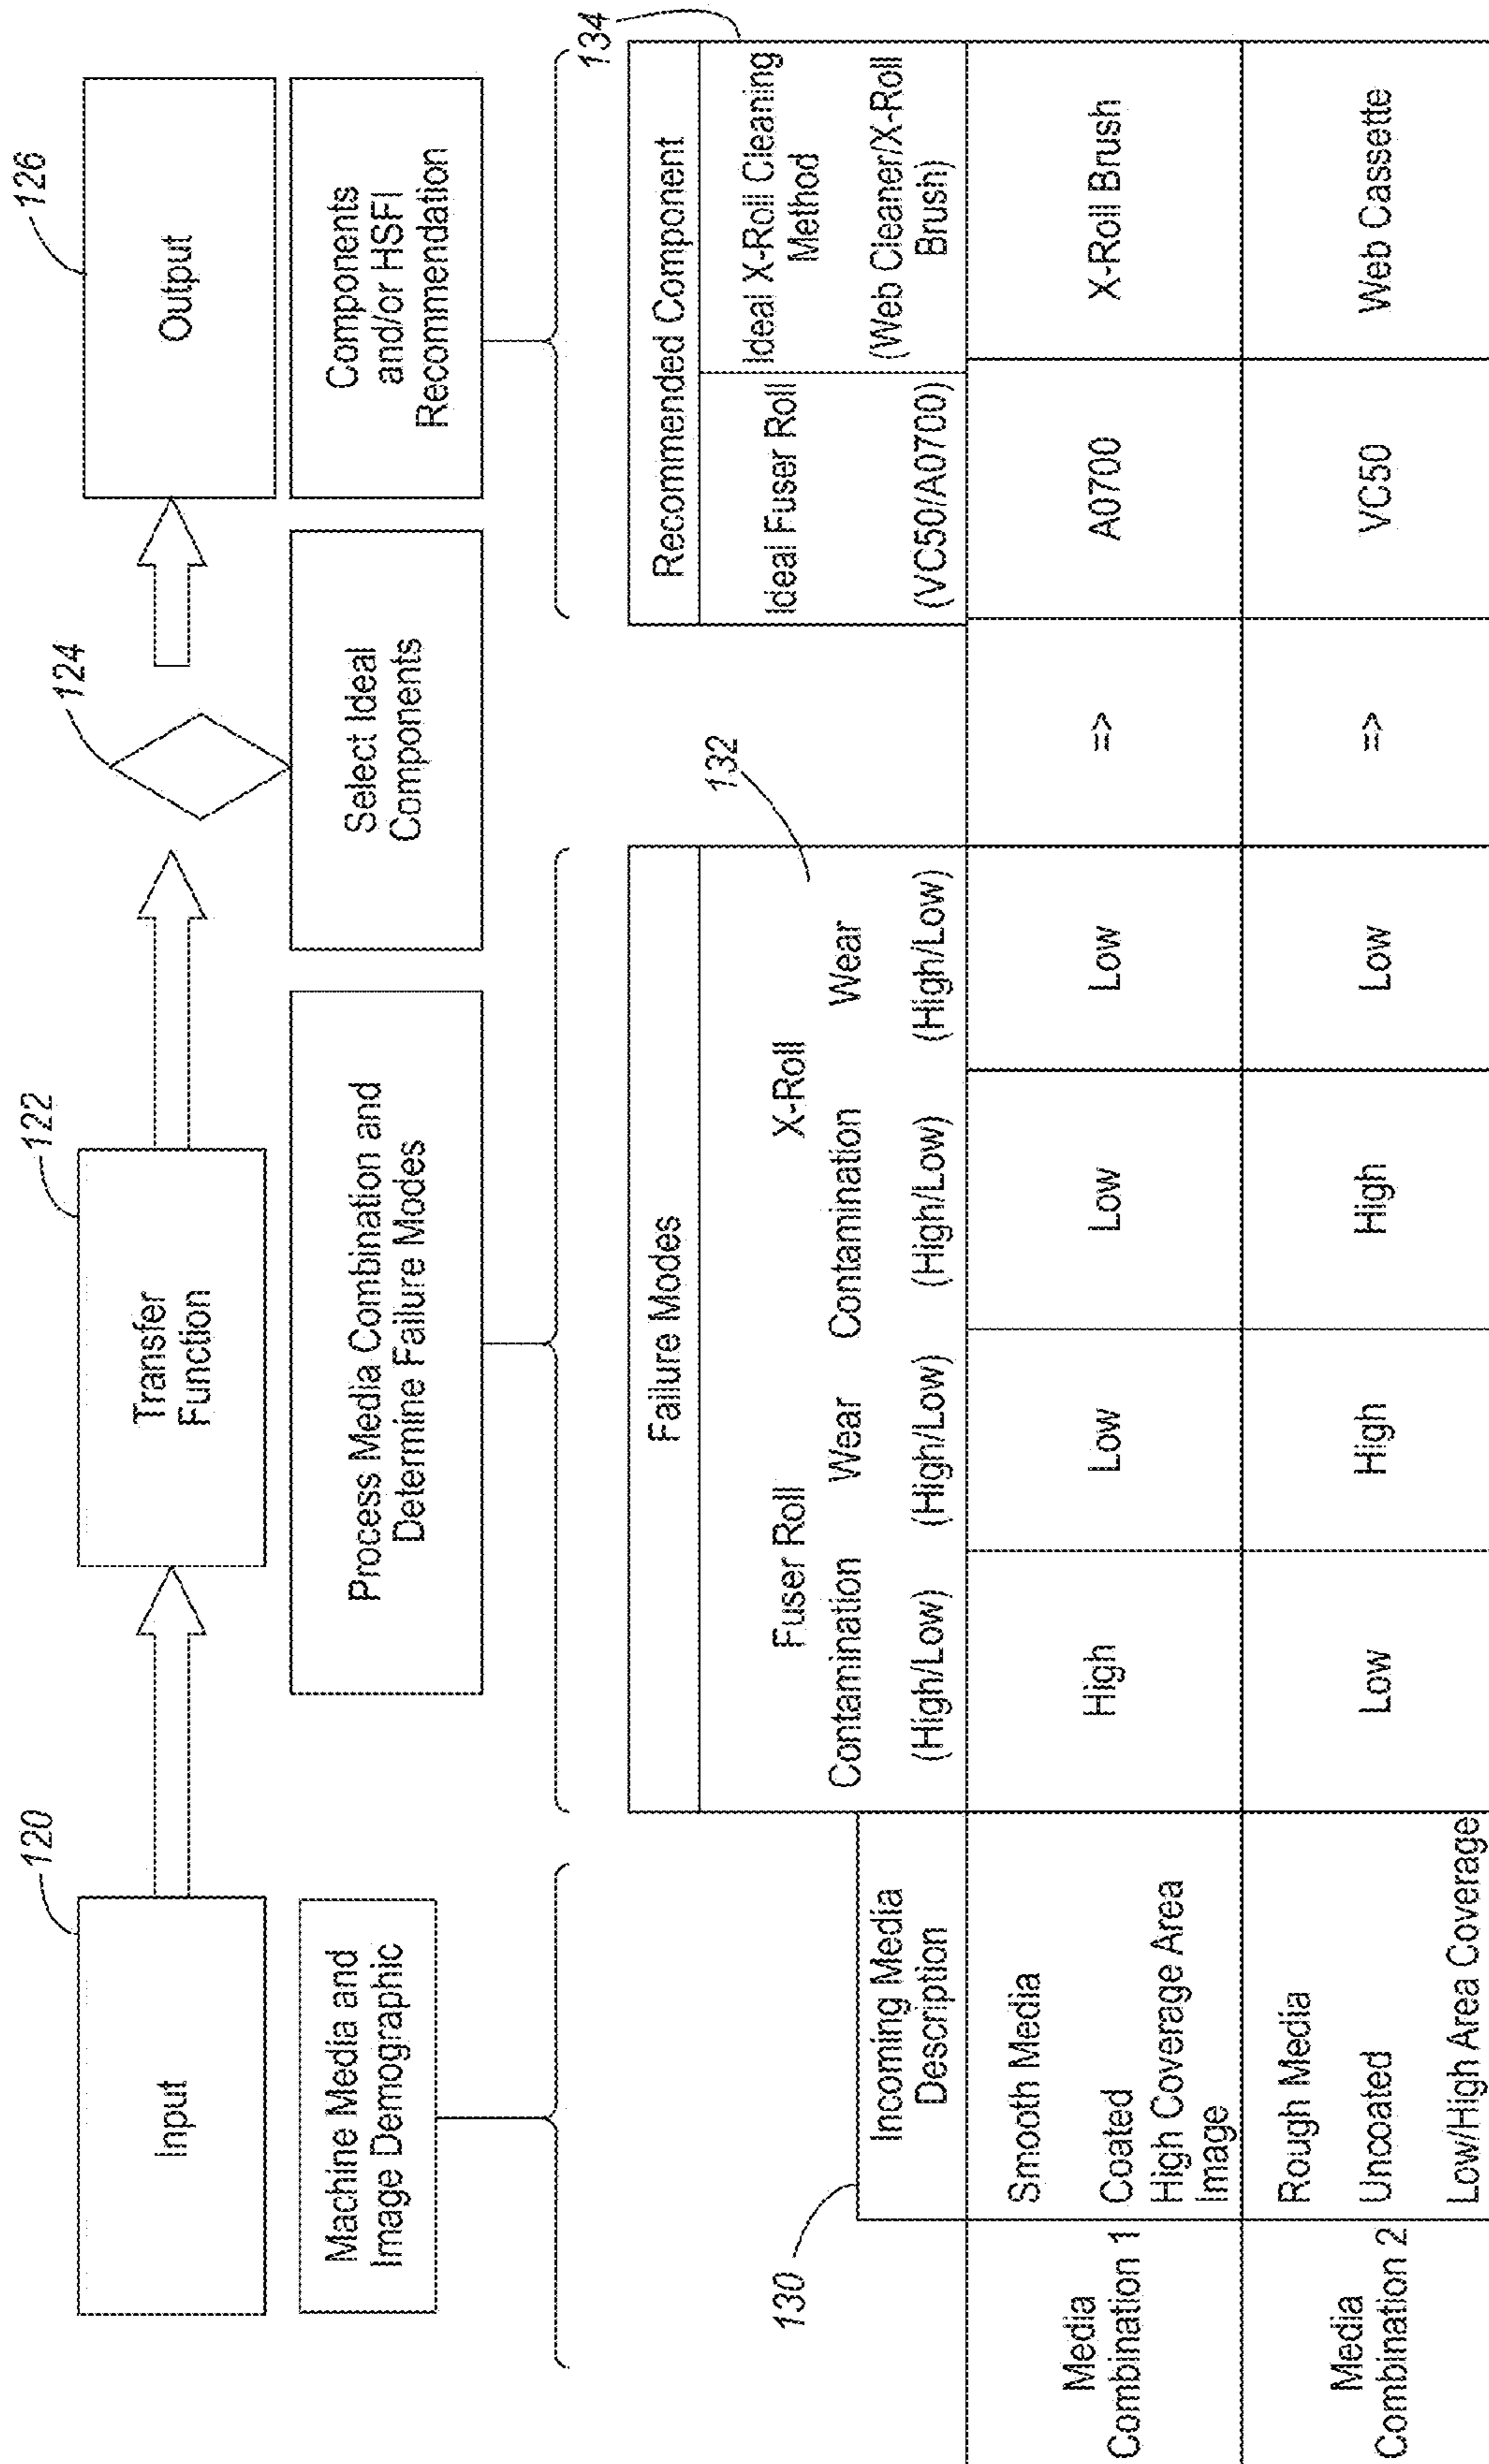 120
122
124
126
Input
Transfer
Function
Output
Machine Media and
Image Demographic
Process Media Combination and
Determine Failure Modes
Select Ideal
Components
Components
and/or HSFI
Recommendation
130
132
134
Incoming Media
Description
Failure Modes
Fuser Roll
X-Roll
Contamination
Wear
Contamination
Wear
(High/Low)
(High/Low)
(High/Low)
(High/Low)
Recommended Component
Ideal Fuser Roll
(VC50/A0700)
Ideal X-Roll Cleaning
Method
(Web Cleaner/X-Roll
Brush)
Media
Combination 1
Smooth Media
Coated
High Coverage Area
Image
High
Low
Low
Low
=>
A0700
X-Roll Brush
Media
Combination 2
Rough Media
Uncoated
Low/High Area Coverage
Low
High
High
Low
=>
VC50
Web Cassette